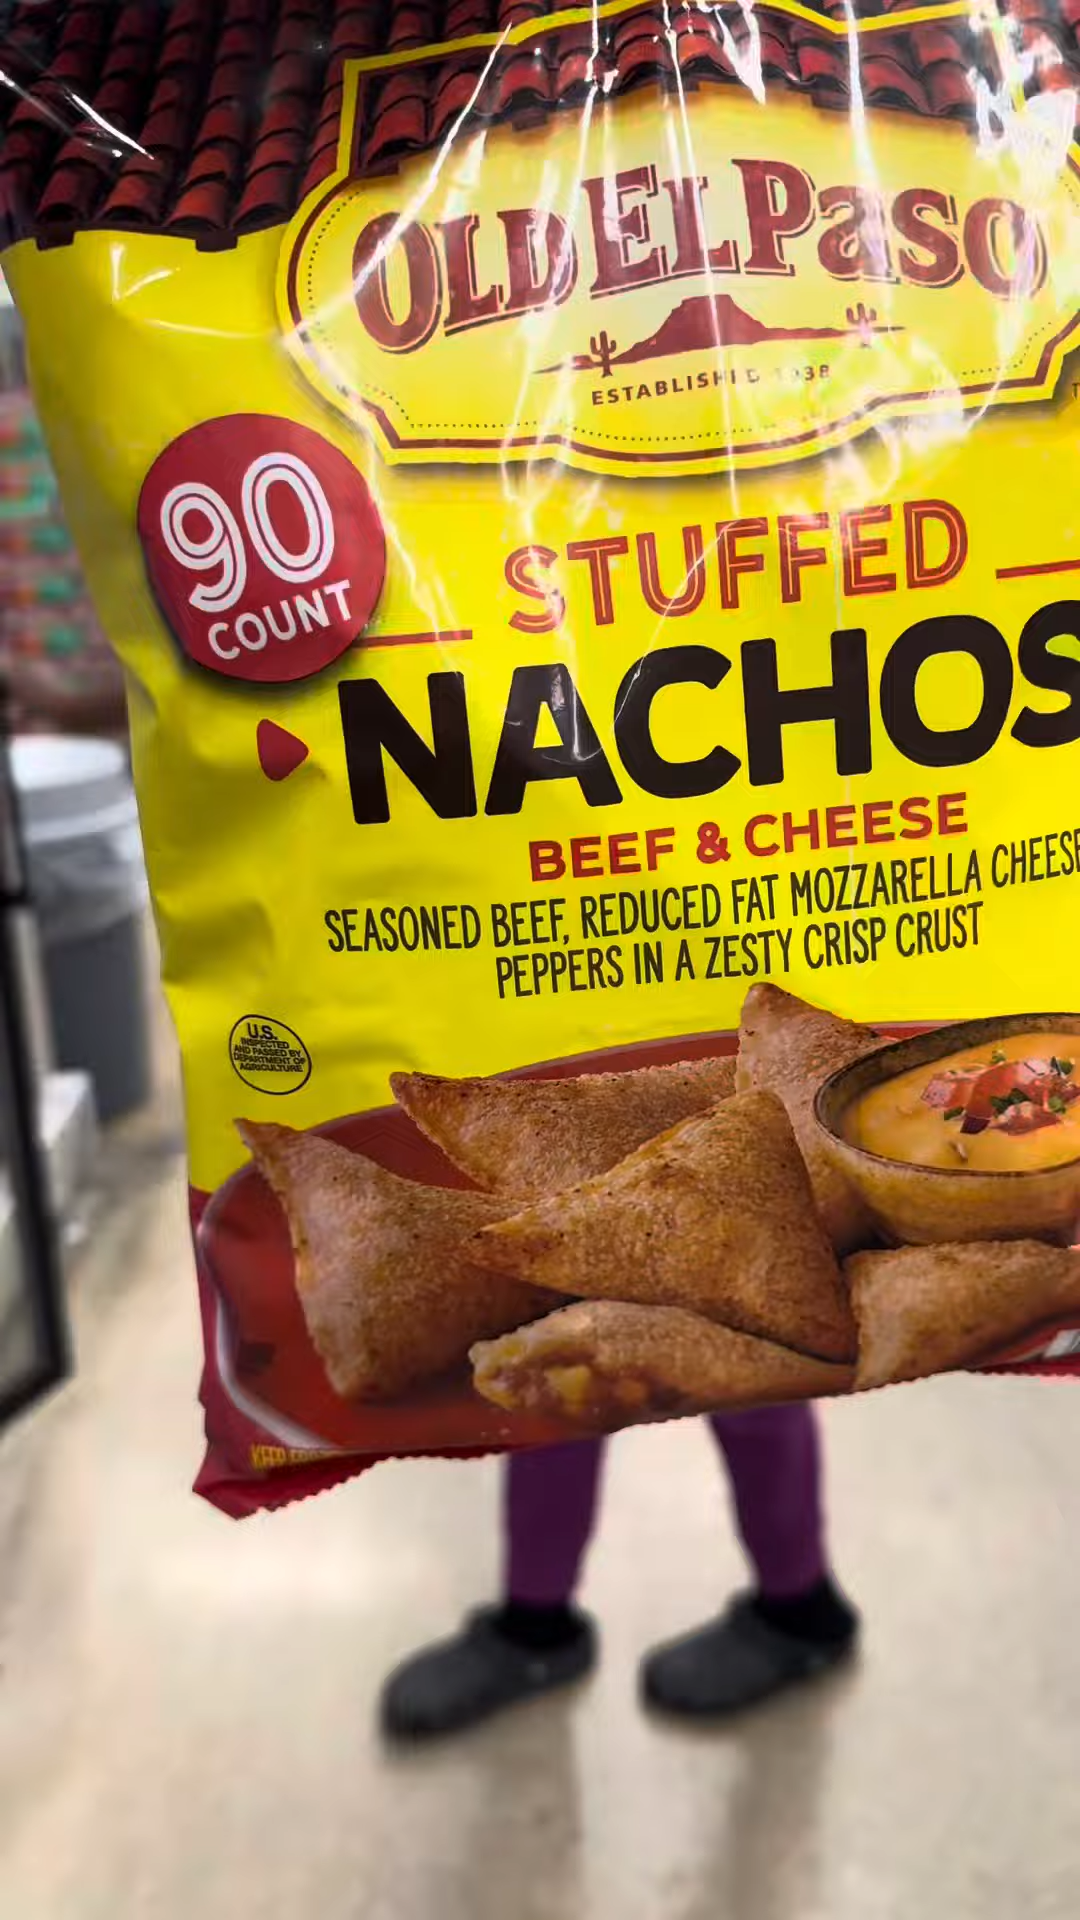 OLD EL PASO
ESTABLISHED 1938
90
COUNT
STUFFED
NACHOS
BEEF & CHEESE
SEASONED BEEF, REDUCED FAT MOZZARELLA CHEESE
PEPPERS IN A ZESTY CRISP CRUST
U.S.
INSPECTED
AND PASSED BY
DEPARTMENT OF
AGRICULTURE
KEEP